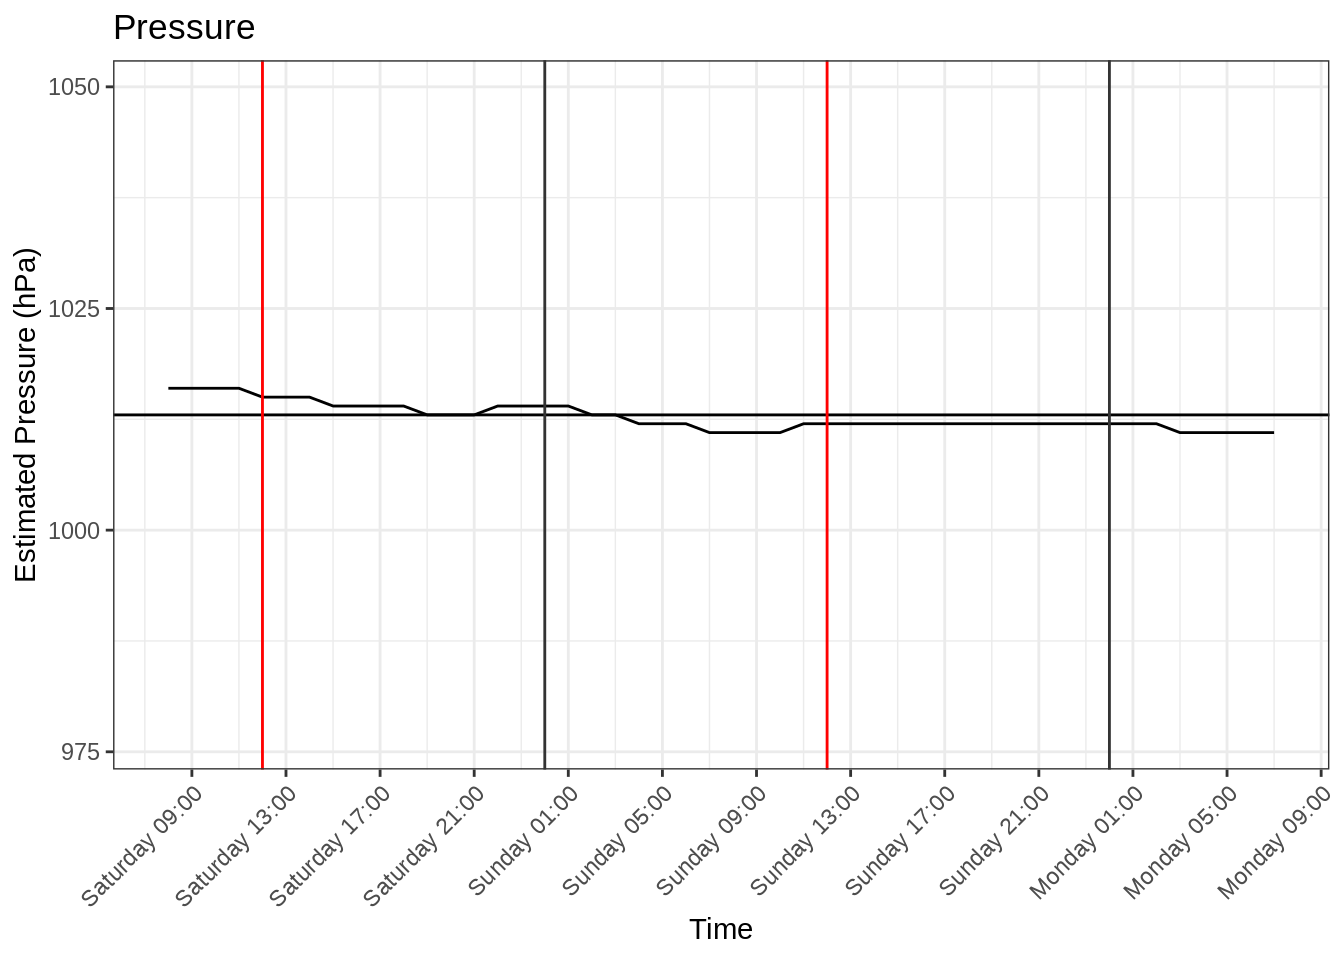 Pressure
1050
1025
1000
975
Estimated Pressure (hPa)
Saturday 09:00
Saturday 13:00
Saturday 17:00
Saturday 21:00
Sunday 01:00
Sunday 05:00
Sunday 09:00
Sunday 13:00
Sunday 17:00
Sunday 21:00
Monday 01:00
Monday 05:00
Monday 09:00
Time